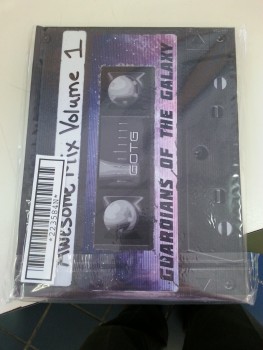 Awesome Mix Volume 1
GOTG
GUARDIANS OF THE GALAXY